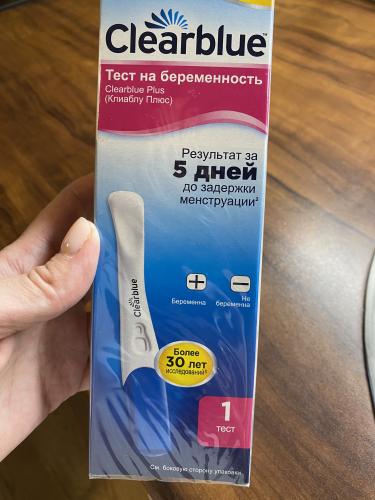 Clearblue
Тест на беременность
Clearblue Plus
(Клиаблу Плюс)
Результат за
5 дней
до задержки
менструации²
Clearblue
Беременна
Не
беременна
Более
30 лет
исследований
1
тест
См. боковую сторону упаковки